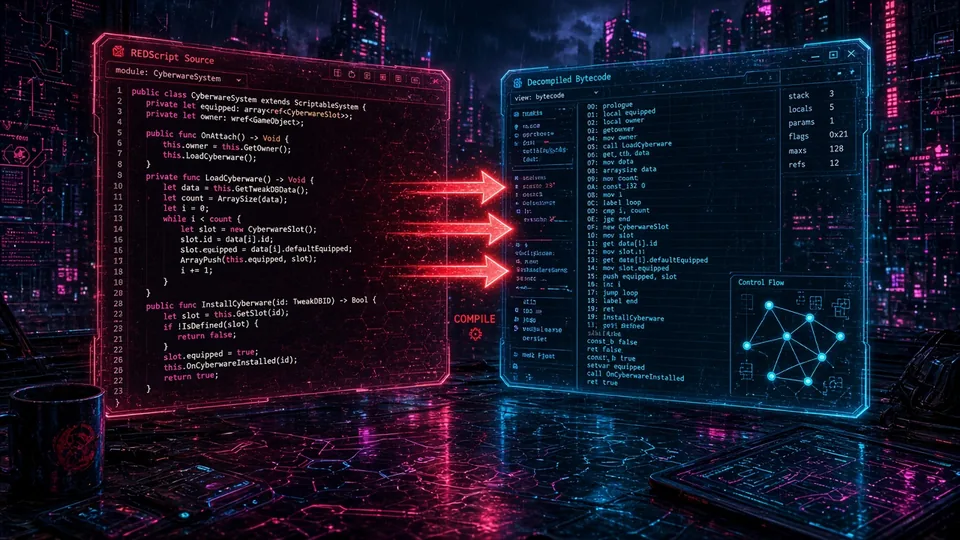 REDScript Source
module: CyberwareSystem
1 public class CyberwareSystem extends ScriptableSystem {
2 private let equipped: array<ref<CyberwareSlot>>;
3 private let owner: wref<GameObject>;
4
5 public func OnAttach() -> Void {
6 this.owner = this.GetOwner();
7 this.LoadCyberware();
8 }
9 private func LoadCyberware() -> Void {
10 let data = this.GetTweakDBData();
11 let count = ArraySize(data);
12 let i = 0;
13 while i < count {
14 let slot = new CyberwareSlot();
16 slot.id = data[i].id;
16 slot.equipped = data[i].defaultEquipped;
17 ArrayPush(this.equipped, slot);
18 i += 1;
}
20 }
28 public func InstallCyberware(id: TweakDBID) -> Bool {
22 let slot = this.GetSlot(id);
23 if !IsDefined(slot) {
28 return false;
22 }
24 slot.equipped = true;
26 this.OnCyberwareInstalled(id);
22 return true;
23 }
}
COMPILE
Decompiled Bytecode
view: bytecode
00: prologue
01: local equipped
02: local owner
03: getowner
04: mov owner
05: call LoadCyberware
06: get_ttb, data
07: mov data
08: arraysize data
09: mov count
0A: const_i32 0
0B: mov i
0C: label loop
0D: cmp i, count
0E: jge end
0F: new CyberwareSlot
10: mov slot
11: get data[i].id
12: mov slot.si
13: get data[i].defaultEquipped
14: mov slot.equipped
15: push equipped, slot
16: inc i
17: jump loop
18: label end
19: ret
19: InstallCyberware
const_b false
ret false
const_b true
setvar equipped
call OnCyberwareInstalled
ret true
stack 3
locals 5
params 1
flags 0x21
maxs 128
refs 12
Control Flow